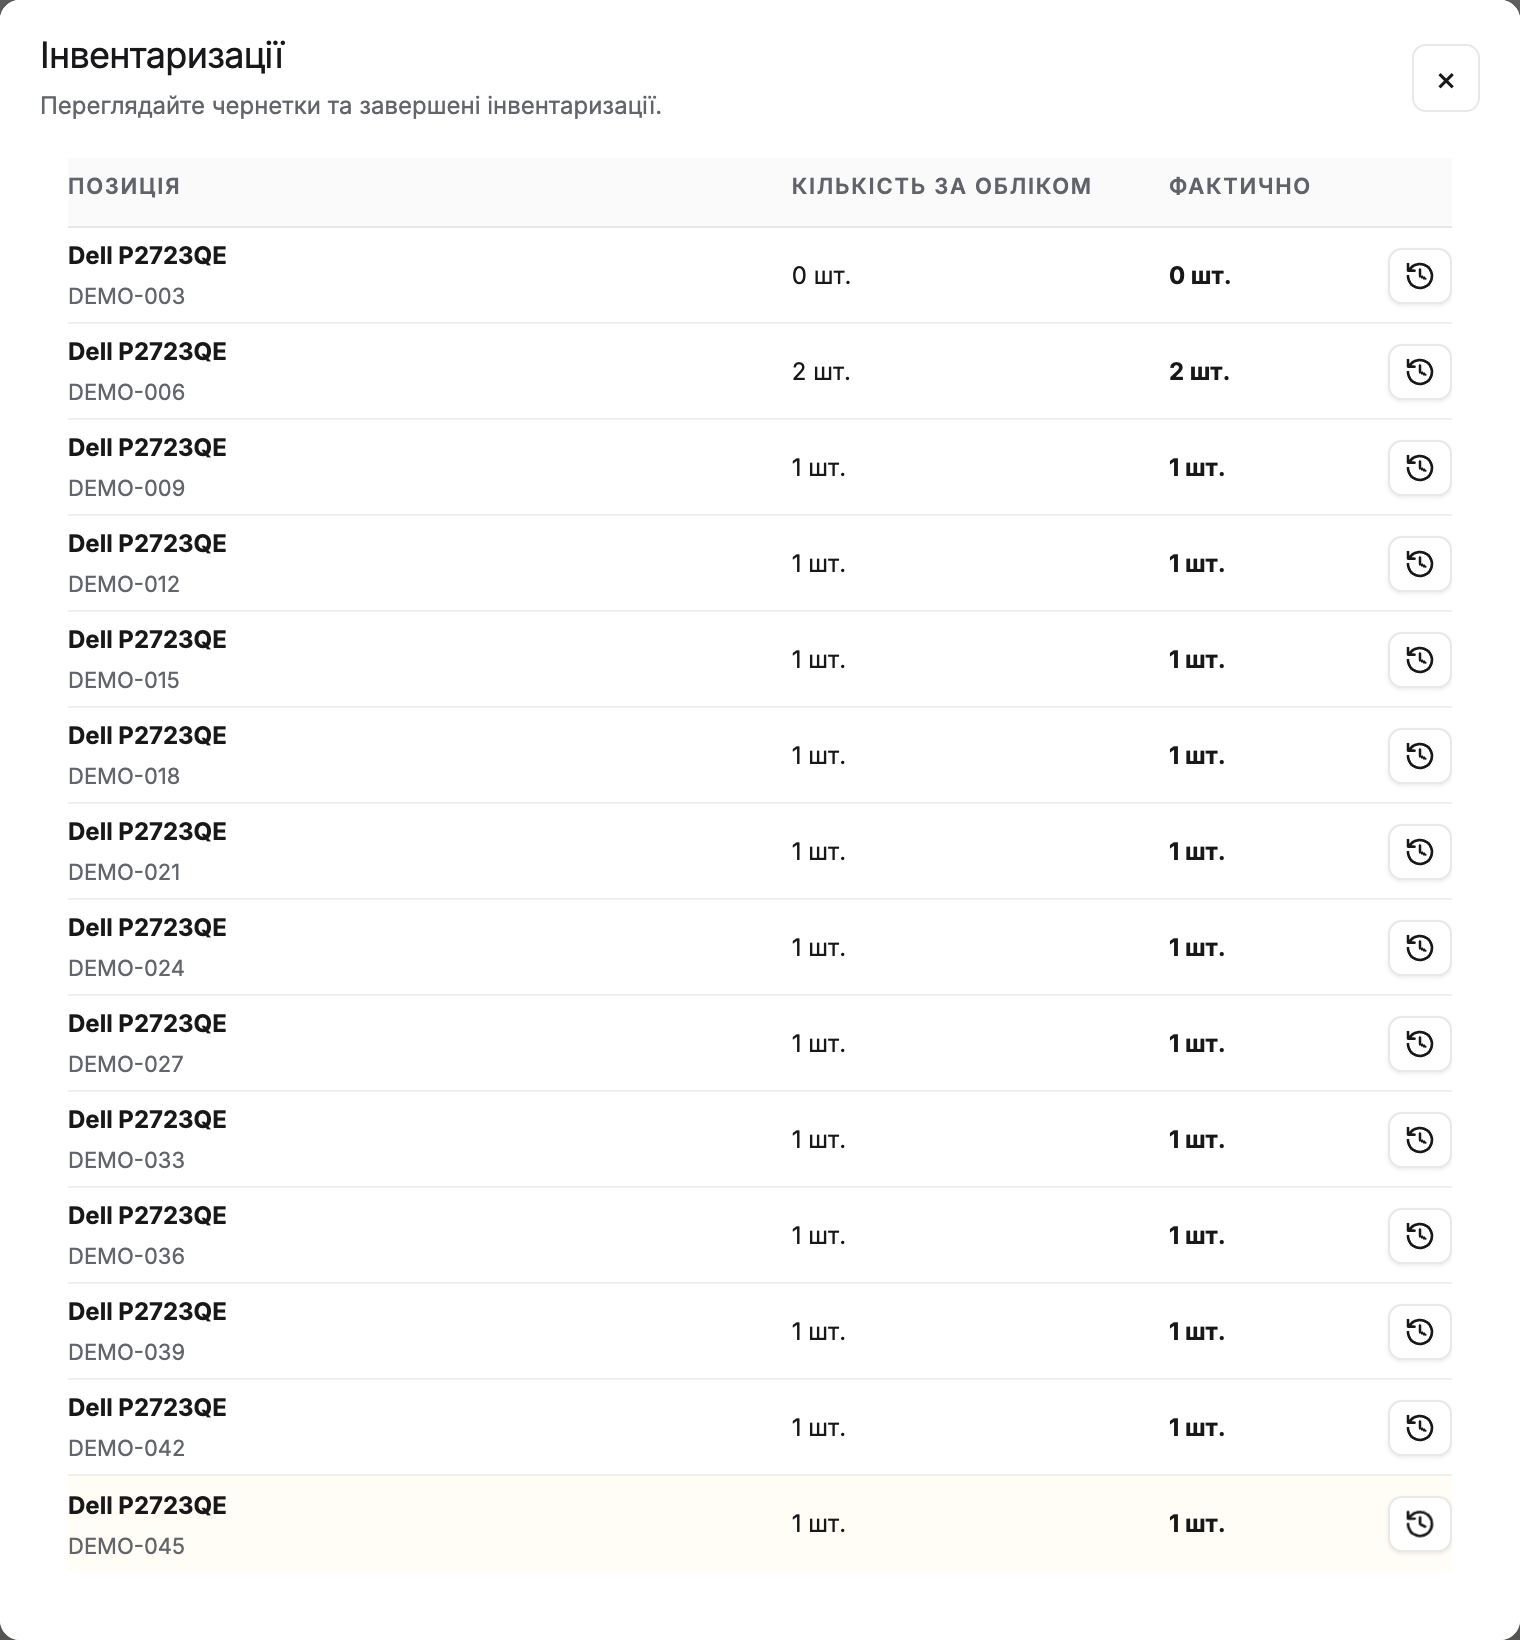 Інвентаризації
Переглядайте чернетки та завершені інвентаризації.
ПОЗИЦІЯ КІЛЬКІСТЬ ЗА ОБЛІКОМ ФАКТИЧНО
Dell P2723QE
DEMO-003
0 шт. 0 шт.
Dell P2723QE
DEMO-006
2 шт. 2 шт.
Dell P2723QE
DEMO-009
1 шт. 1 шт.
Dell P2723QE
DEMO-012
1 шт. 1 шт.
Dell P2723QE
DEMO-015
1 шт. 1 шт.
Dell P2723QE
DEMO-018
1 шт. 1 шт.
Dell P2723QE
DEMO-021
1 шт. 1 шт.
Dell P2723QE
DEMO-024
1 шт. 1 шт.
Dell P2723QE
DEMO-027
1 шт. 1 шт.
Dell P2723QE
DEMO-033
1 шт. 1 шт.
Dell P2723QE
DEMO-036
1 шт. 1 шт.
Dell P2723QE
DEMO-039
1 шт. 1 шт.
Dell P2723QE
DEMO-042
1 шт. 1 шт.
Dell P2723QE
DEMO-045
1 шт. 1 шт.